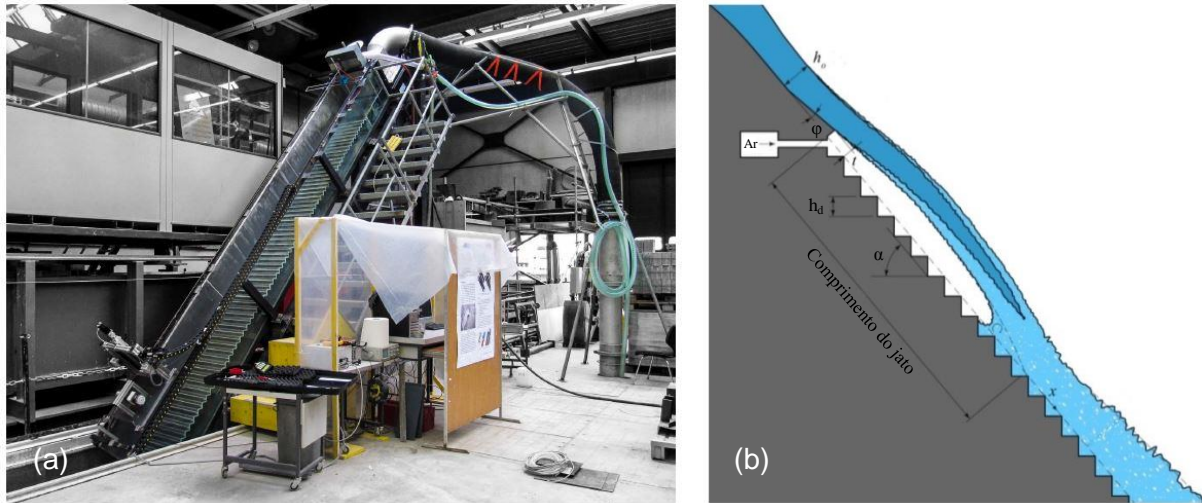 (a)
h₀
φ
Ar
t
h_d
α
Comprimento do jato
x
(b)